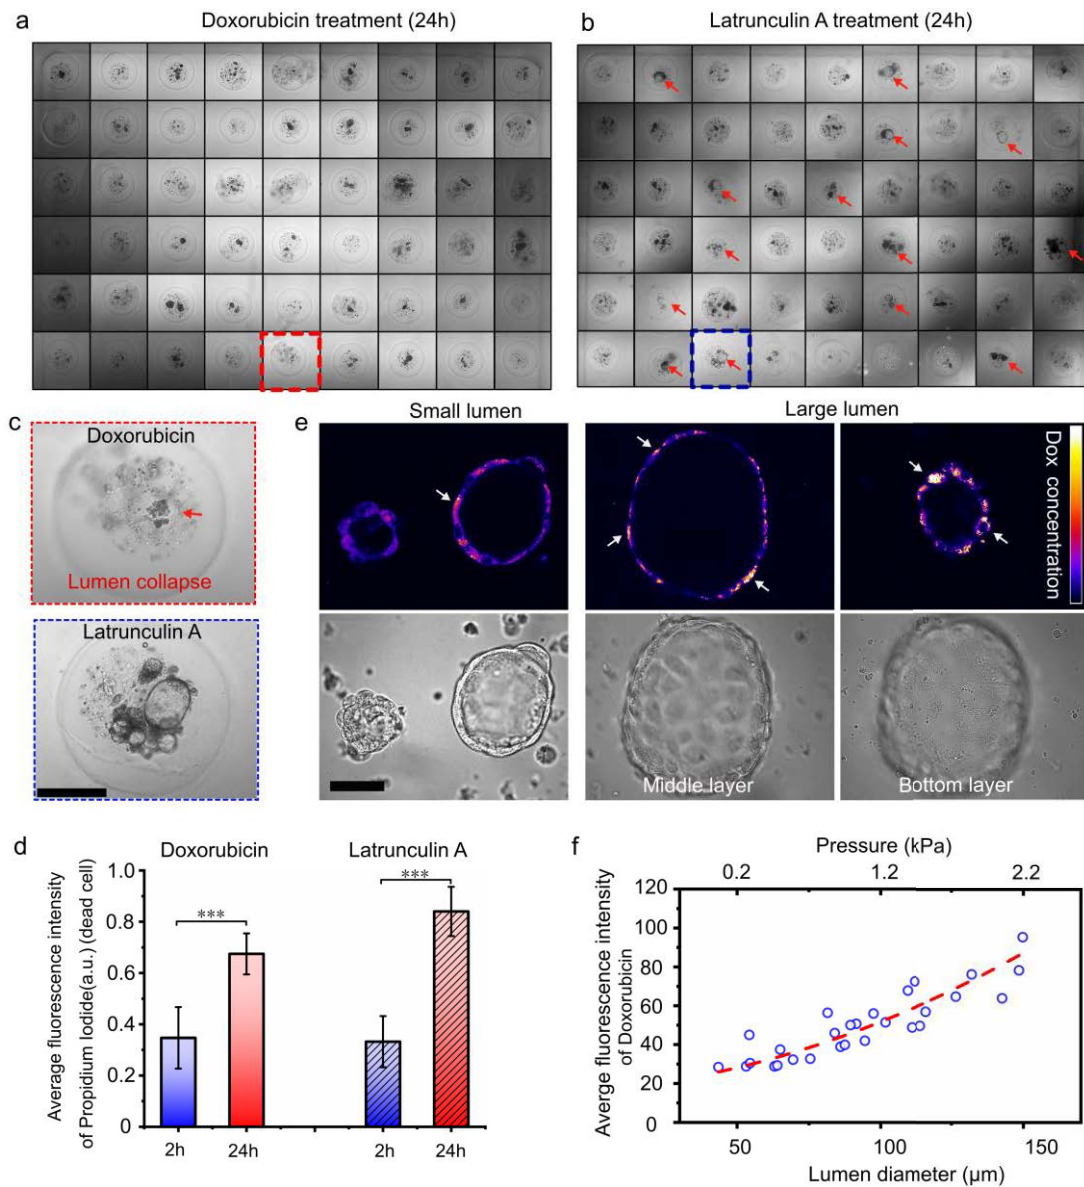 a
Doxorubicin treatment (24h)
b
Latrunculin A treatment (24h)
c
Doxorubicin
Lumen collapse
Latrunculin A
e
Small lumen
Large lumen
Dox concentration
Middle layer
Bottom layer
d
Doxorubicin
Latrunculin A
Average fluorescence intensity
of Propidium Iodide(a.u.) (dead cell)
1.0
0.8
0.6
0.4
0.2
0
***
***
2h
24h
2h
24h
f
Pressure (kPa)
0.2
1.2
2.2
Averge fluorescence intensity
of Doxorubicin
120
100
80
60
40
20
0
50
100
150
Lumen diameter (μm)